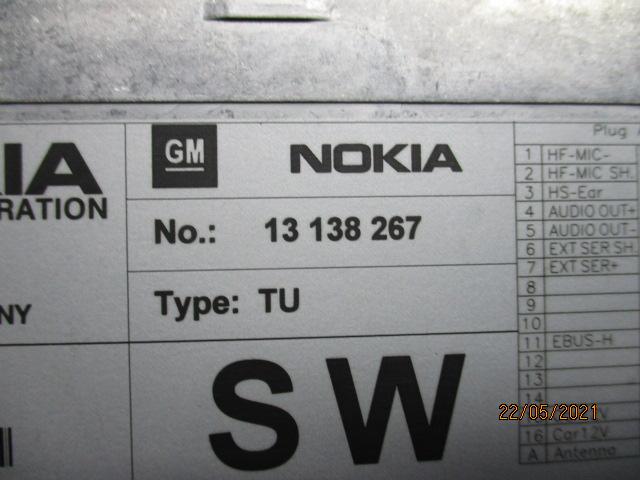 KIA
RATION
NY
GM NOKIA
No.: 13 138 267
Type: TU
S W
Plug
1 HF-MIC-
2 HF-MIC SH.
3 HS-Ear
4 AUDIO OUT+
5 AUDIO OUT-
6 EXT SER SH
7 EXT SER+
8
9
10
11 EBUS-H
12
13
14
16 Car12V
A Antenna
22/05/2021